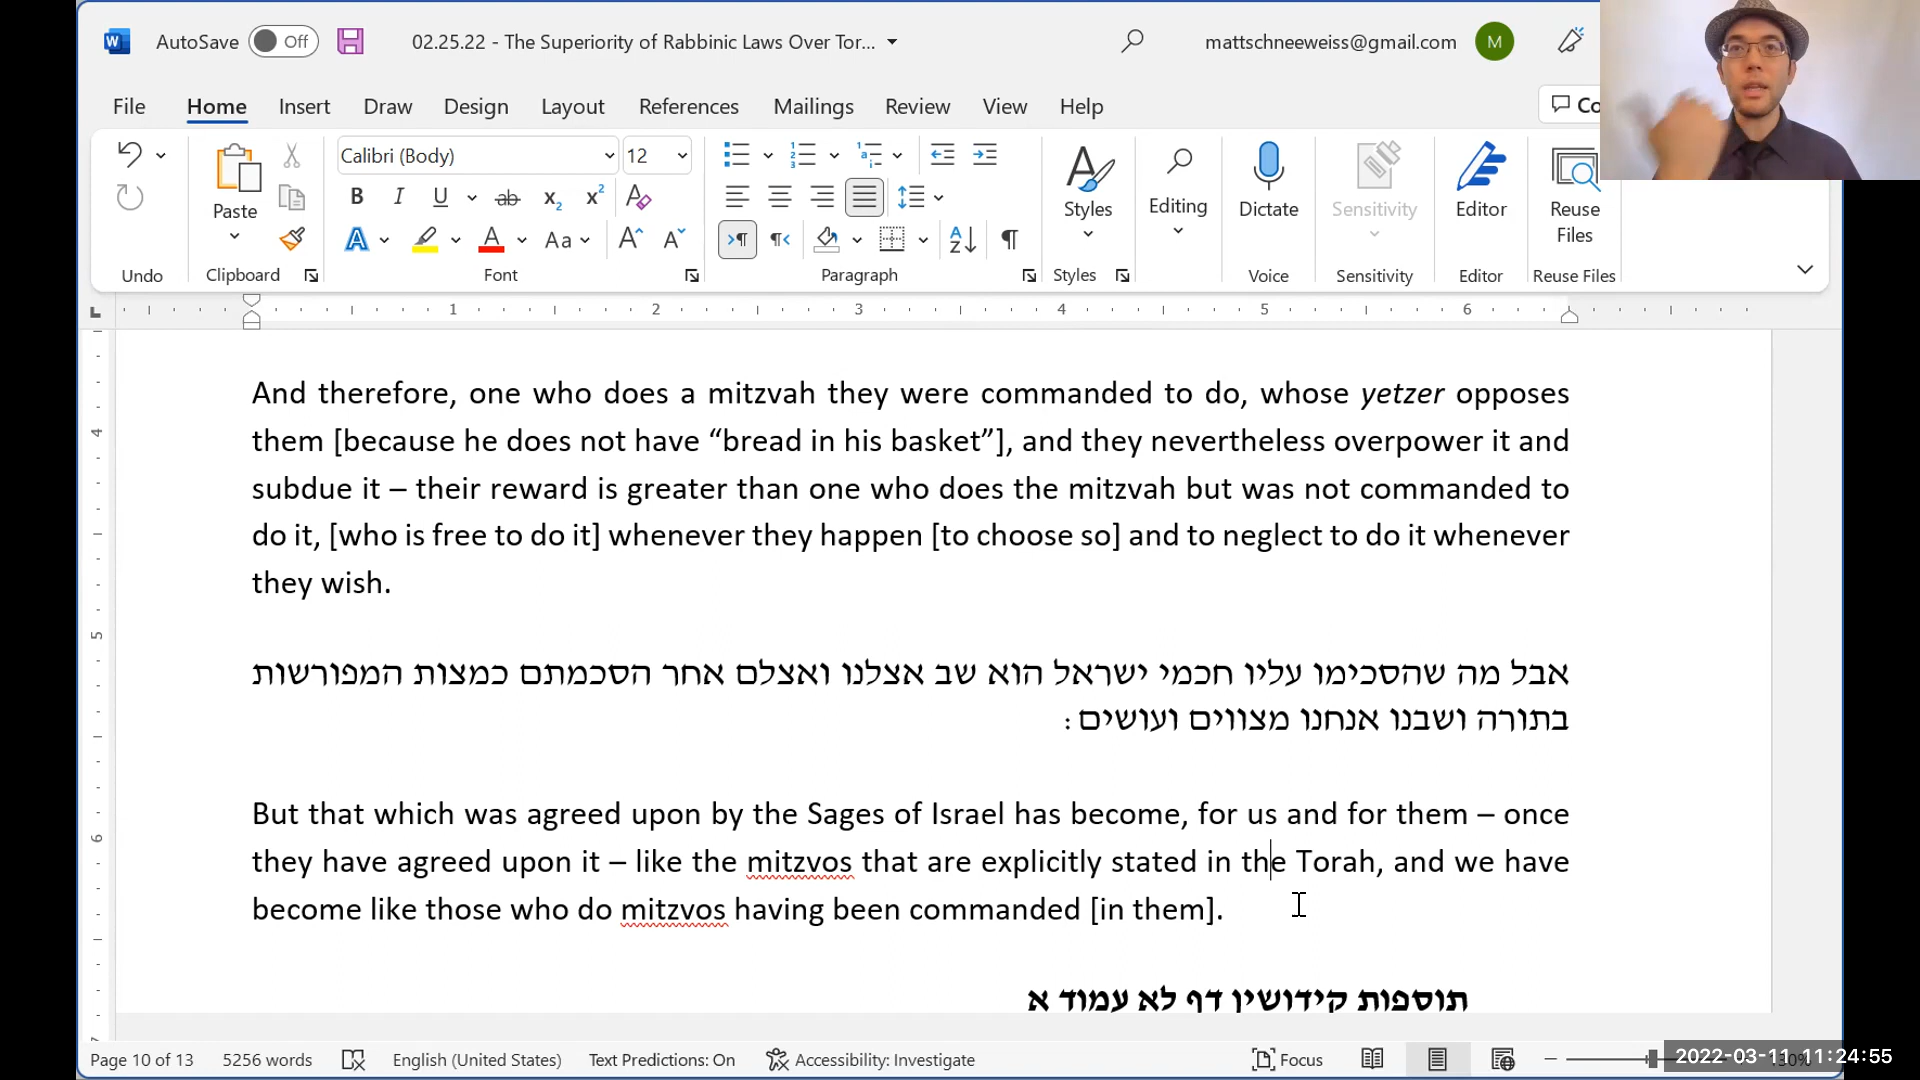 AutoSave Off 02.25.22 - The Superiority of Rabbinic Laws Over Tor... mattschneeweiss@gmail.com M
File Home Insert Draw Design Layout References Mailings Review View Help Co
Calibri (Body) 12
Paste Styles Editing Dictate Sensitivity Editor Reuse Files
Undo Clipboard Font Paragraph Styles Voice Sensitivity Editor Reuse Files
1 2 3 4 5 6
And therefore, one who does a mitzvah they were commanded to do, whose yetzer opposes
them [because he does not have “bread in his basket”], and they nevertheless overpower it and
subdue it – their reward is greater than one who does the mitzvah but was not commanded to
do it, [who is free to do it] whenever they happen [to choose so] and to neglect to do it whenever
they wish.
אבל מה שהסכימו עליו חכמי ישראל הוא שב אצלנו ואצלם אחר הסכמתם כמצות המפורשות
בתורה ושבנו אנחנו מצווים ועושים:
But that which was agreed upon by the Sages of Israel has become, for us and for them – once
they have agreed upon it – like the mitzvos that are explicitly stated in the Torah, and we have
become like those who do mitzvos having been commanded [in them].
תוספות קידושין דף לא עמוד א
Page 10 of 13 5256 words English (United States) Text Predictions: On Accessibility: Investigate Focus 2022-03-11 11:24:55